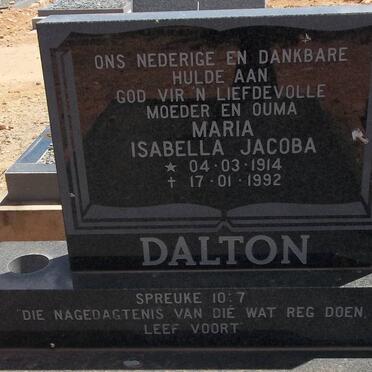 ONS NEDERIGE EN DANKBARE
HULDE AAN
GOD VIR 'N LIEFDEVOLLE
MOEDER EN OUMA
MARIA
ISABELLA JACOBA
★ 04·03·1914
† 17·01·1992
DALTON
SPREUKE 10:7
"DIE NAGEDAGTENIS VAN DIÉ WAT REG DOEN,
LEEF VOORT"